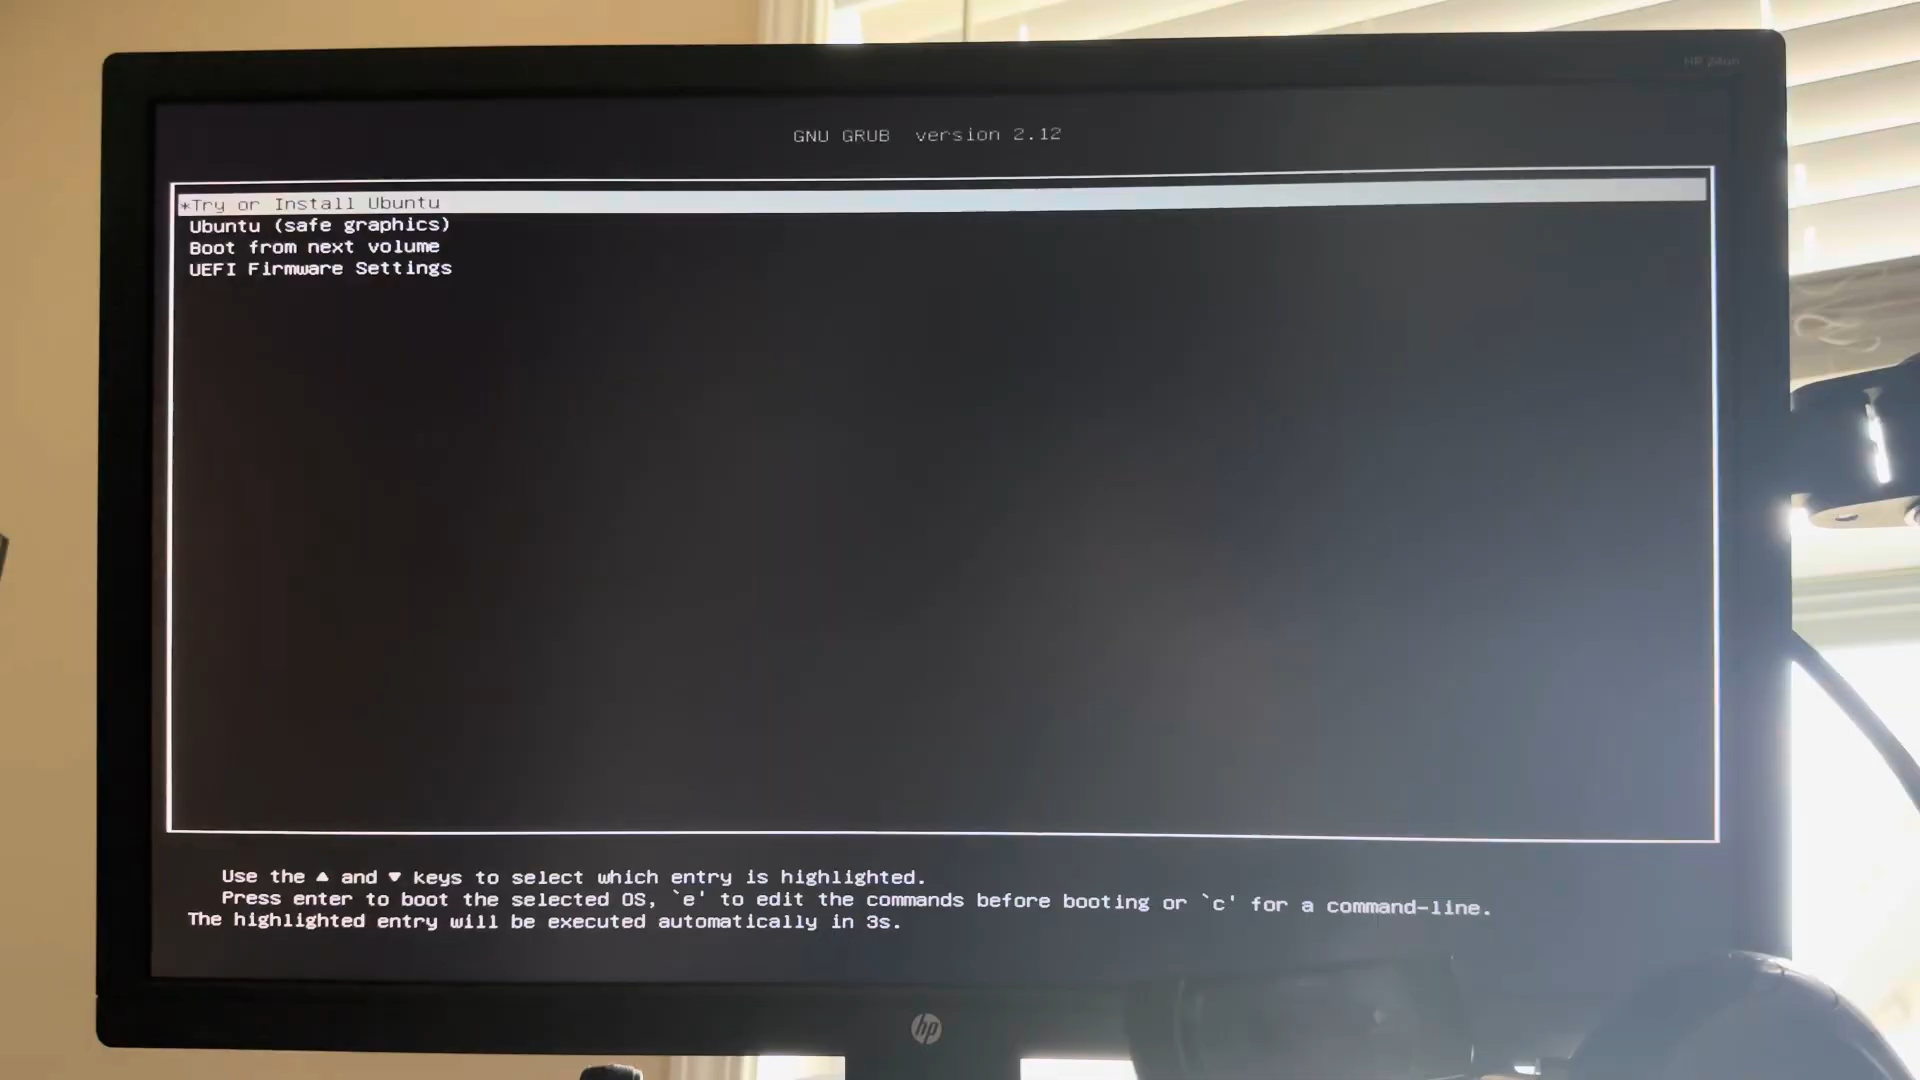 GNU GRUB version 2.12
*Try or Install Ubuntu
Ubuntu (safe graphics)
Boot from next volume
UEFI Firmware Settings
Use the ▲ and ▼ keys to select which entry is highlighted.
Press enter to boot the selected OS, `e' to edit the commands before booting or `c' for a command-line.
The highlighted entry will be executed automatically in 3s.
hp